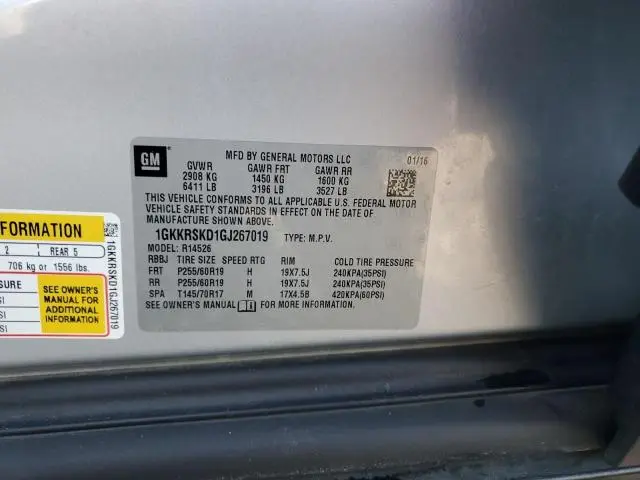 GM
MFD BY GENERAL MOTORS LLC 01/16
GVWR GAWR FRT GAWR RR
2908 KG 1450 KG 1600 KG
6411 LB 3196 LB 3527 LB
THIS VEHICLE CONFORMS TO ALL APPLICABLE U.S. FEDERAL MOTOR
VEHICLE SAFETY STANDARDS IN EFFECT ON THE DATE OF
MANUFACTURE SHOWN ABOVE.
1GKKRSKD1GJ267019 TYPE: M.P.V.
MODEL: R14526
RBBJ TIRE SIZE SPEED RTG RIM COLD TIRE PRESSURE
FRT P255/60R19 H 19X7.5J 240KPA(35PSI)
RR P255/60R19 H 19X7.5J 240KPA(35PSI)
SPA T145/70R17 M 17X4.5B 420KPA(60PSI)
SEE OWNER'S MANUAL i FOR MORE INFORMATION.
FORMATION
2 REAR 5
706 kg or 1556 lbs.
SURE
SI
SI
SI
SEE OWNER'S
MANUAL FOR
ADDITIONAL
INFORMATION
1GKKRSKD1GJ267019